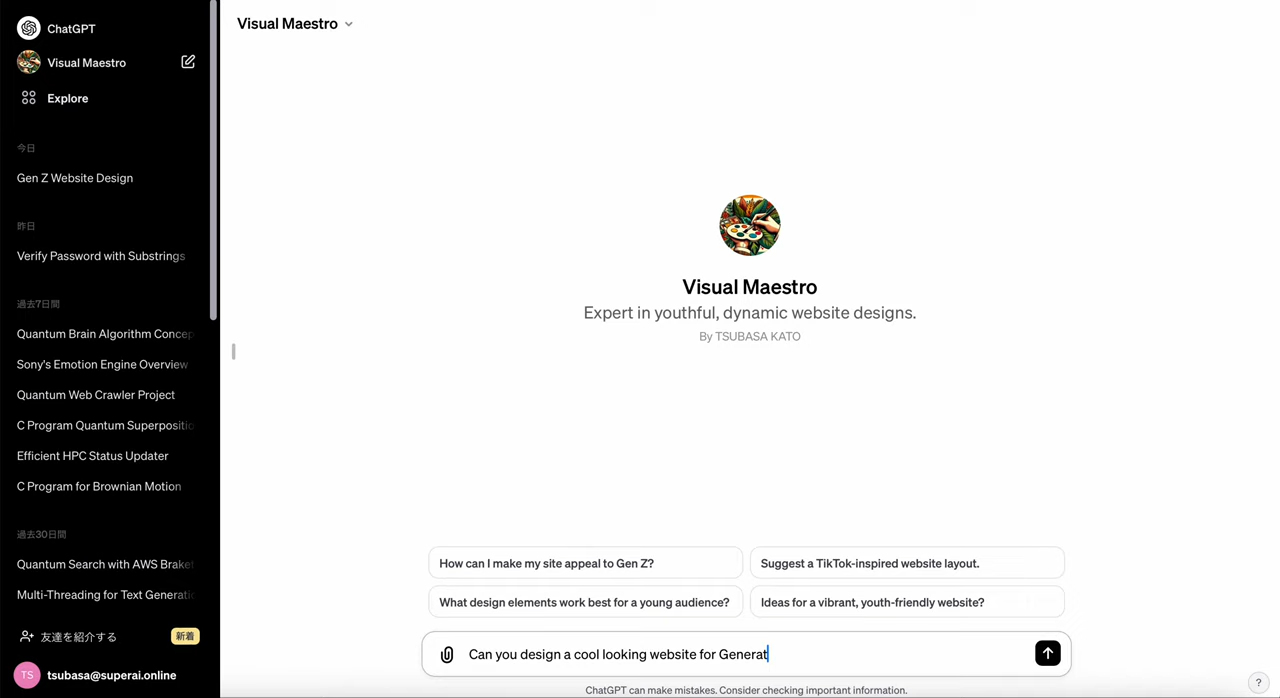 ChatGPT
Visual Maestro
Explore
今日
Gen Z Website Design
昨日
Verify Password with Substrings
過去7日間
Quantum Brain Algorithm Concep
Sony's Emotion Engine Overview
Quantum Web Crawler Project
C Program Quantum Superpositio
Efficient HPC Status Updater
C Program for Brownian Motion
過去30日間
Quantum Search with AWS Braket
Multi-Threading for Text Generatio
友達を紹介する 新着
TS tsubasa@superai.online
Visual Maestro
Visual Maestro
Expert in youthful, dynamic website designs.
By TSUBASA KATO
How can I make my site appeal to Gen Z?
Suggest a TikTok-inspired website layout.
What design elements work best for a young audience?
Ideas for a vibrant, youth-friendly website?
Can you design a cool looking website for Generat
ChatGPT can make mistakes. Consider checking important information.
?